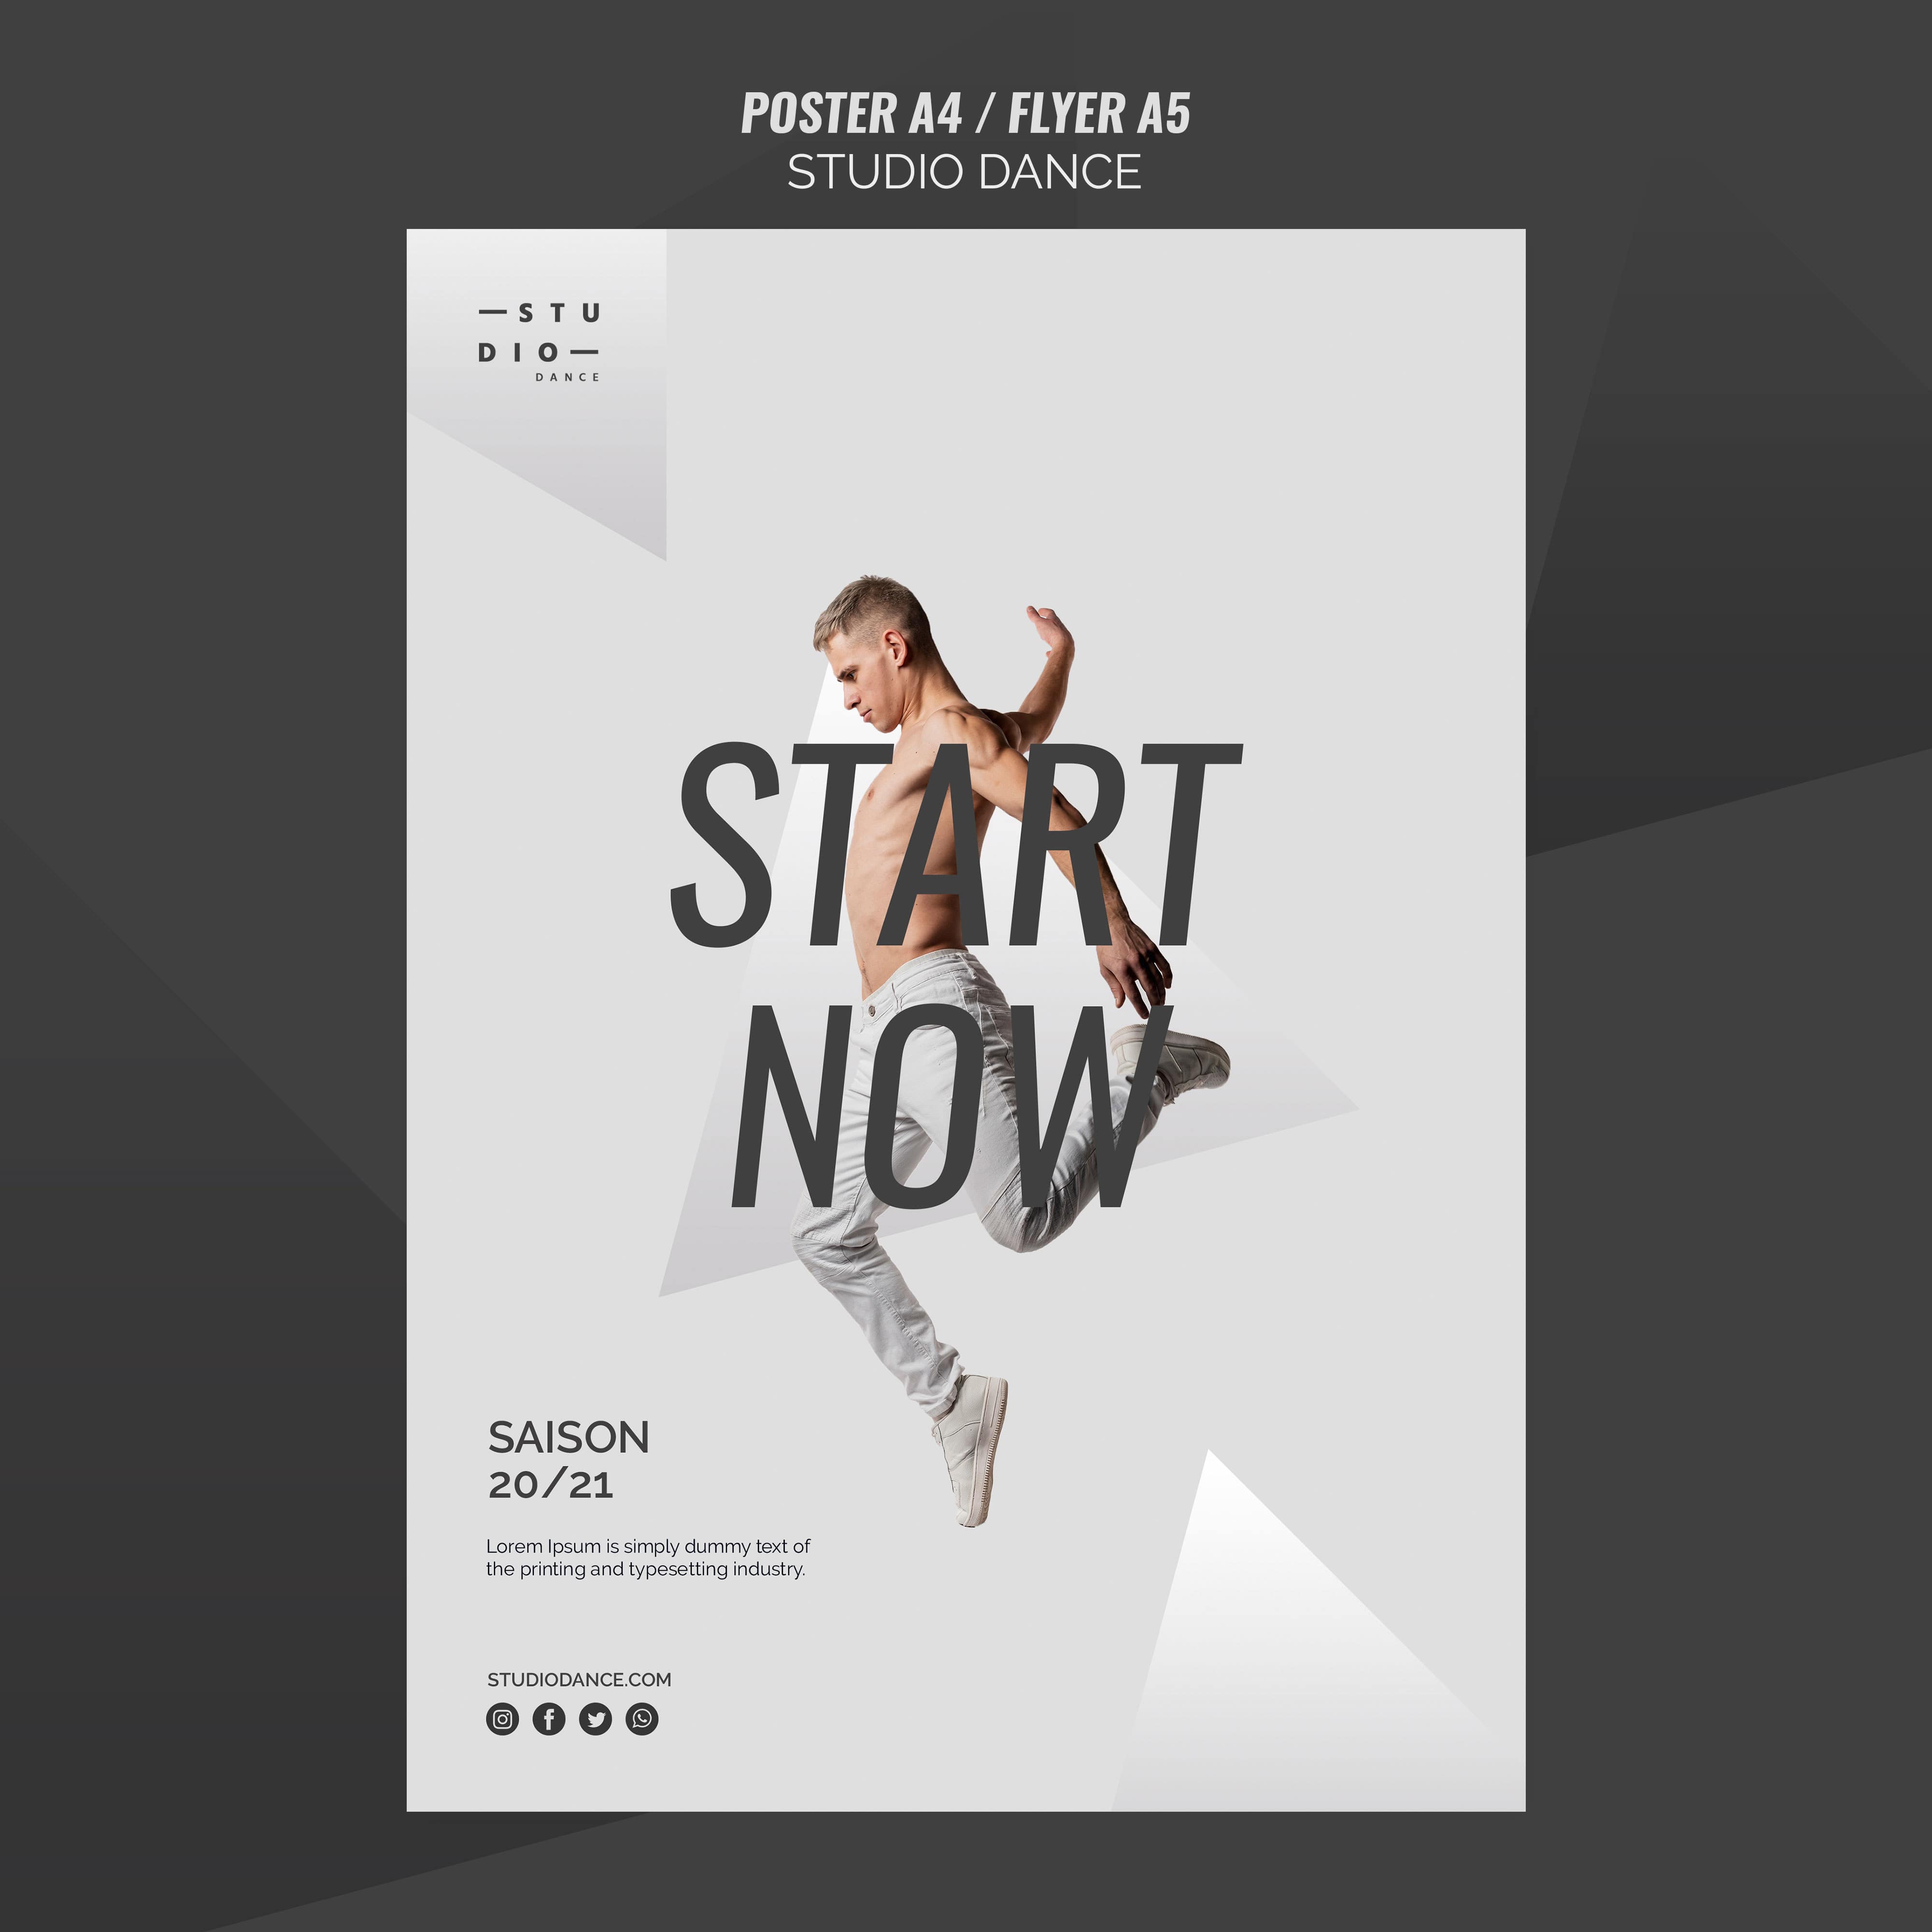 POSTER A4 / FLYER A5
STUDIO DANCE
—STU
DIO—
DANCE
START
NOW
SAISON
20/21
Lorem Ipsum is simply dummy text of
the printing and typesetting industry.
STUDIODANCE.COM